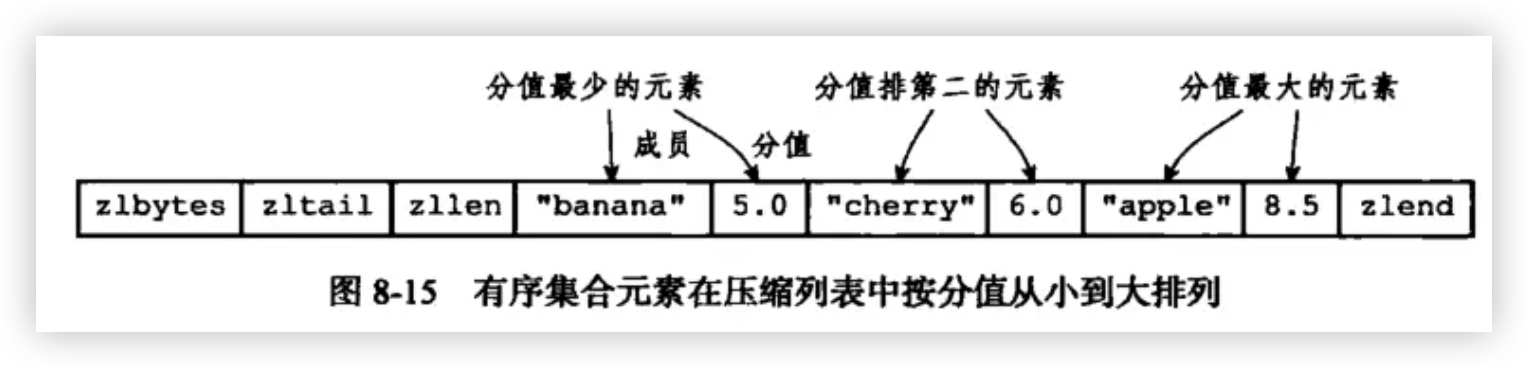 分值最少的元素 分值排第二的元素 分值最大的元素
成员 分值
zlbytes zltail zllen "banana" 5.0 "cherry" 6.0 "apple" 8.5 zlend
图 8-15 有序集合元素在压缩列表中按分值从小到大排列